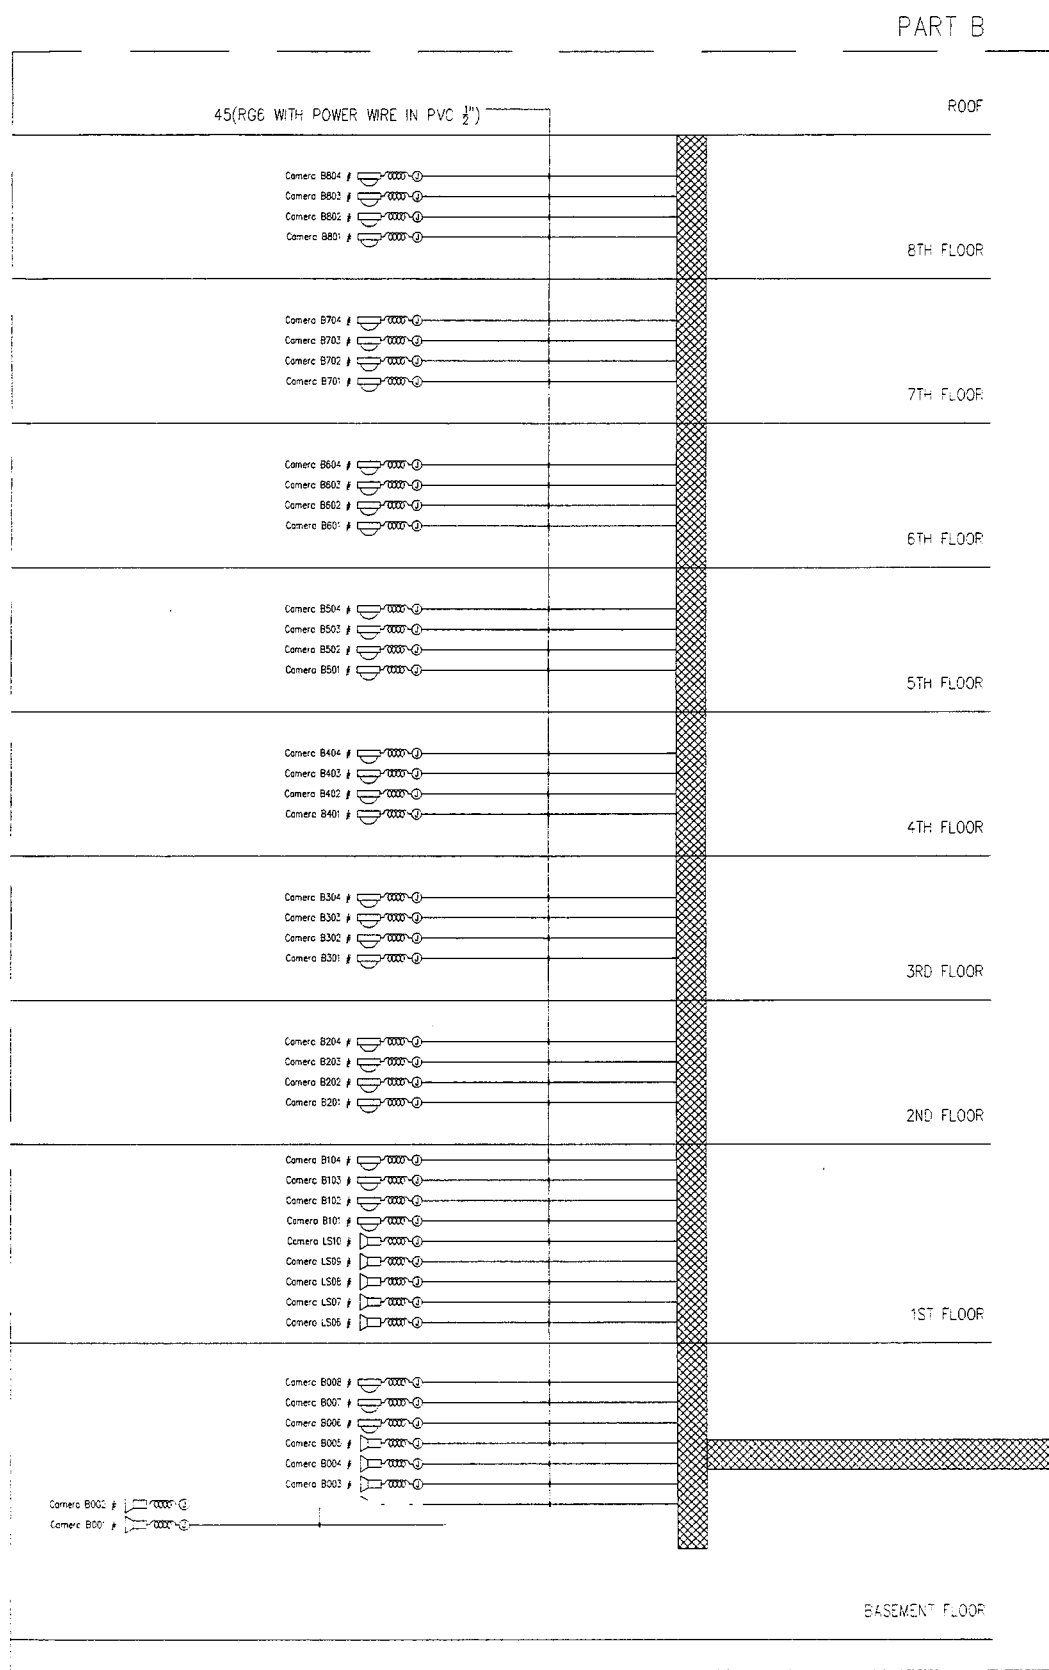 PART B
ROOF
45(RG6 WITH POWER WIRE IN PVC ½")
Camera B804 #
Camera B803 #
Camera B802 #
Camera B801 #
8TH FLOOR
Camera B704 #
Camera B703 #
Camera B702 #
Camera B701 #
7TH FLOOR
Camera B604 #
Camera B603 #
Camera B602 #
Camera B601 #
6TH FLOOR
Camera B504 #
Camera B503 #
Camera B502 #
Camera B501 #
5TH FLOOR
Camera B404 #
Camera B403 #
Camera B402 #
Camera B401 #
4TH FLOOR
Camera B304 #
Camera B303 #
Camera B302 #
Camera B301 #
3RD FLOOR
Camera B204 #
Camera B203 #
Camera B202 #
Camera B201 #
2ND FLOOR
Camera B104 #
Camera B103 #
Camera B102 #
Camera B101 #
Camera LS10 #
Camera LS09 #
Camera LS08 #
Camera LS07 #
Camera LS06 #
1ST FLOOR
Camera B008 #
Camera B007 #
Camera B006 #
Camera B005 #
Camera B004 #
Camera B003 #
Camera B002 #
Camera B001 #
BASEMENT FLOOR